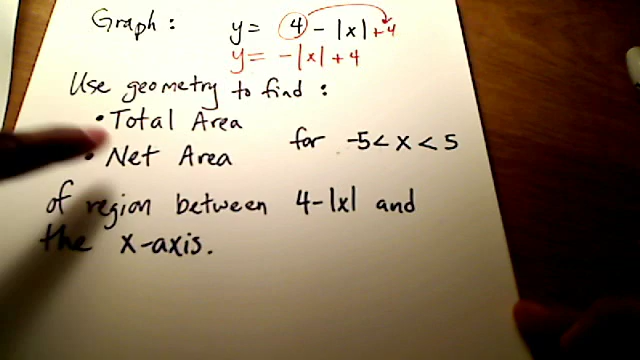 Graph: y = 4 - |x| + 4
y = -|x| + 4
Use geometry to find:
• Total Area
• Net Area
for -5 < x < 5
of region between 4-|x| and
the x-axis.